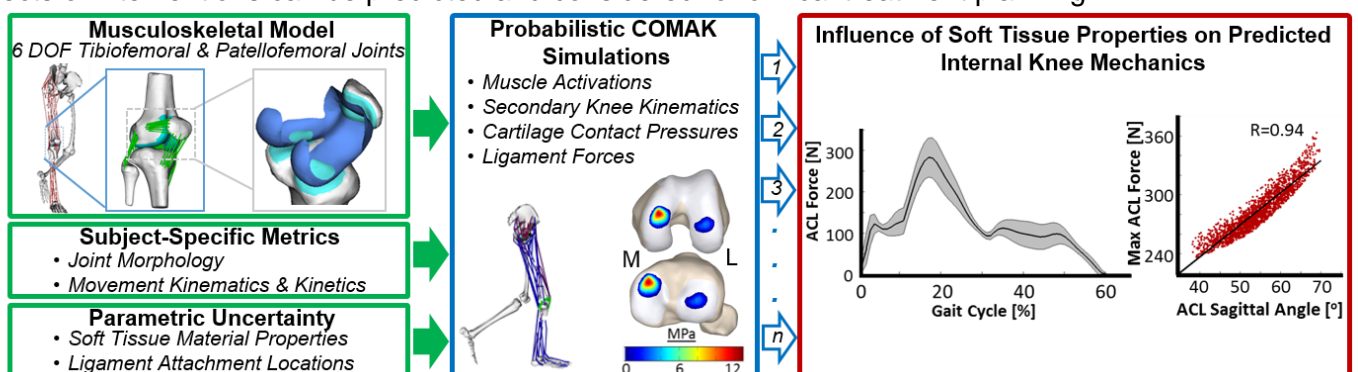 Musculoskeletal Model
6 DOF Tibiofemoral & Patellofemoral Joints
Subject-Specific Metrics
• Joint Morphology
• Movement Kinematics & Kinetics
Parametric Uncertainty
• Soft Tissue Material Properties
• Ligament Attachment Locations
Probabilistic COMAK
Simulations
• Muscle Activations
• Secondary Knee Kinematics
• Cartilage Contact Pressures
• Ligament Forces
M
L
MPa
0 6 12
1
2
3
.
.
.
n
Influence of Soft Tissue Properties on Predicted
Internal Knee Mechanics
ACL Force [N]
300
200
100
0
0 20 40 60
Gait Cycle [%]
Max ACL Force [N]
360
300
240
R=0.94
40 50 60 70
ACL Sagittal Angle [°]